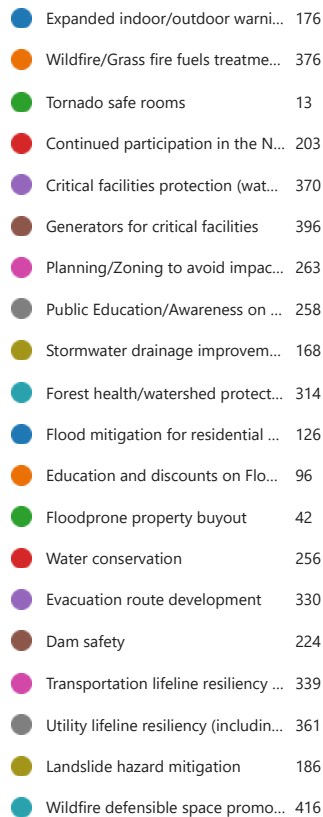 Expanded indoor/outdoor warni... 176
Wildfire/Grass fire fuels treatme... 376
Tornado safe rooms 13
Continued participation in the N... 203
Critical facilities protection (wat... 370
Generators for critical facilities 396
Planning/Zoning to avoid impac... 263
Public Education/Awareness on ... 258
Stormwater drainage improvem... 168
Forest health/watershed protect... 314
Flood mitigation for residential ... 126
Education and discounts on Flo... 96
Floodprone property buyout 42
Water conservation 256
Evacuation route development 330
Dam safety 224
Transportation lifeline resiliency ... 339
Utility lifeline resiliency (includin... 361
Landslide hazard mitigation 186
Wildfire defensible space promo... 416